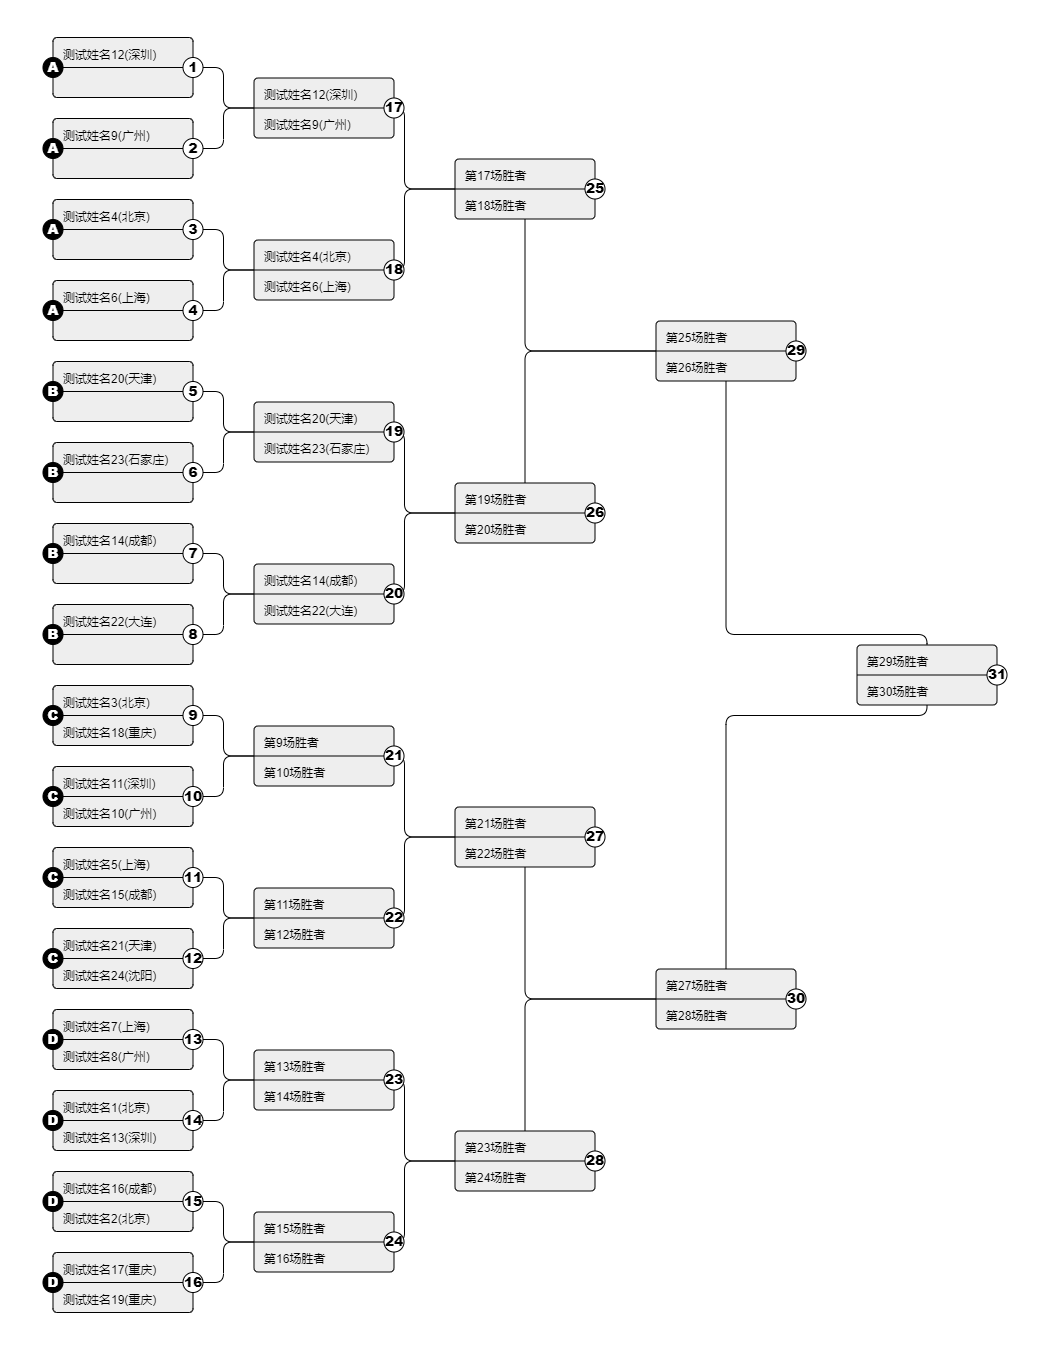 测试姓名12(深圳)
A
1
测试姓名9(广州)
A
2
测试姓名4(北京)
A
3
测试姓名6(上海)
A
4
测试姓名20(天津)
B
5
测试姓名23(石家庄)
B
6
测试姓名14(成都)
B
7
测试姓名22(大连)
B
8
测试姓名3(北京)
C
9
测试姓名18(重庆)
测试姓名11(深圳)
C
10
测试姓名10(广州)
测试姓名5(上海)
C
11
测试姓名15(成都)
测试姓名21(天津)
C
12
测试姓名24(沈阳)
测试姓名7(上海)
D
13
测试姓名8(广州)
测试姓名1(北京)
D
14
测试姓名13(深圳)
测试姓名16(成都)
D
15
测试姓名2(北京)
测试姓名17(重庆)
D
16
测试姓名19(重庆)
测试姓名12(深圳)
17
测试姓名9(广州)
测试姓名4(北京)
18
测试姓名6(上海)
测试姓名20(天津)
19
测试姓名23(石家庄)
测试姓名14(成都)
20
测试姓名22(大连)
第9场胜者
21
第10场胜者
第11场胜者
22
第12场胜者
第13场胜者
23
第14场胜者
第15场胜者
24
第16场胜者
第17场胜者
25
第18场胜者
第19场胜者
26
第20场胜者
第21场胜者
27
第22场胜者
第23场胜者
28
第24场胜者
第25场胜者
29
第26场胜者
第27场胜者
30
第28场胜者
第29场胜者
31
第30场胜者